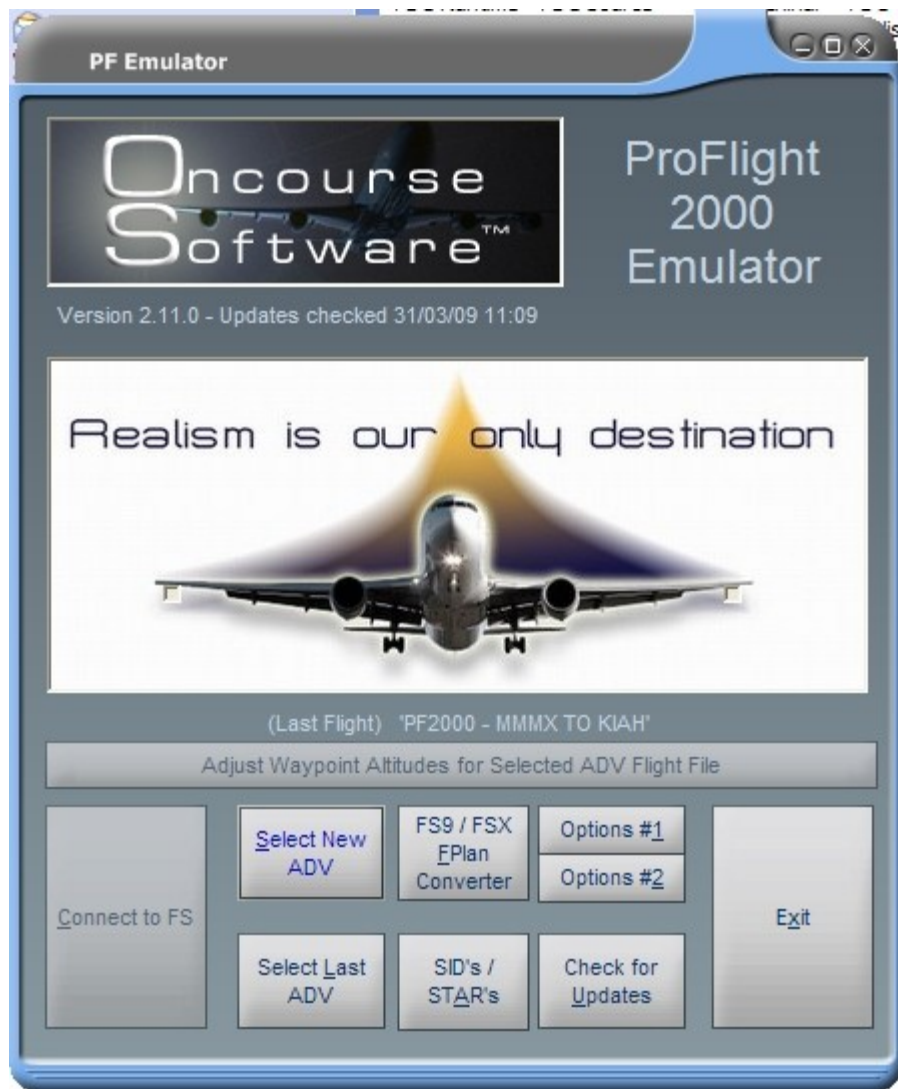 PF Emulator
Oncourse
Software™
ProFlight
2000
Emulator
Version 2.11.0 - Updates checked 31/03/09 11:09
Realism is our only destination
(Last Flight) 'PF2000 - MMMX TO KIAH'
Adjust Waypoint Altitudes for Selected ADV Flight File
Connect to FS
Select New
ADV
FS9 / FSX
FPlan
Converter
Options #1
Options #2
Exit
Select Last
ADV
SID's /
STAR's
Check for
Updates